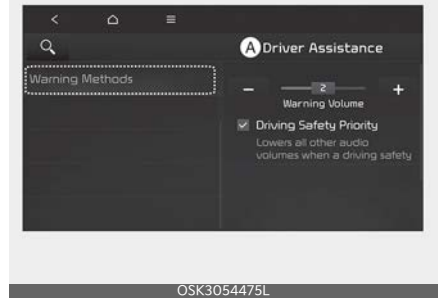 A Driver Assistance
Warning Methods
2
Warning Volume
Driving Safety Priority
Lowers all other audio
volumes when a driving safety
OSK3054475L